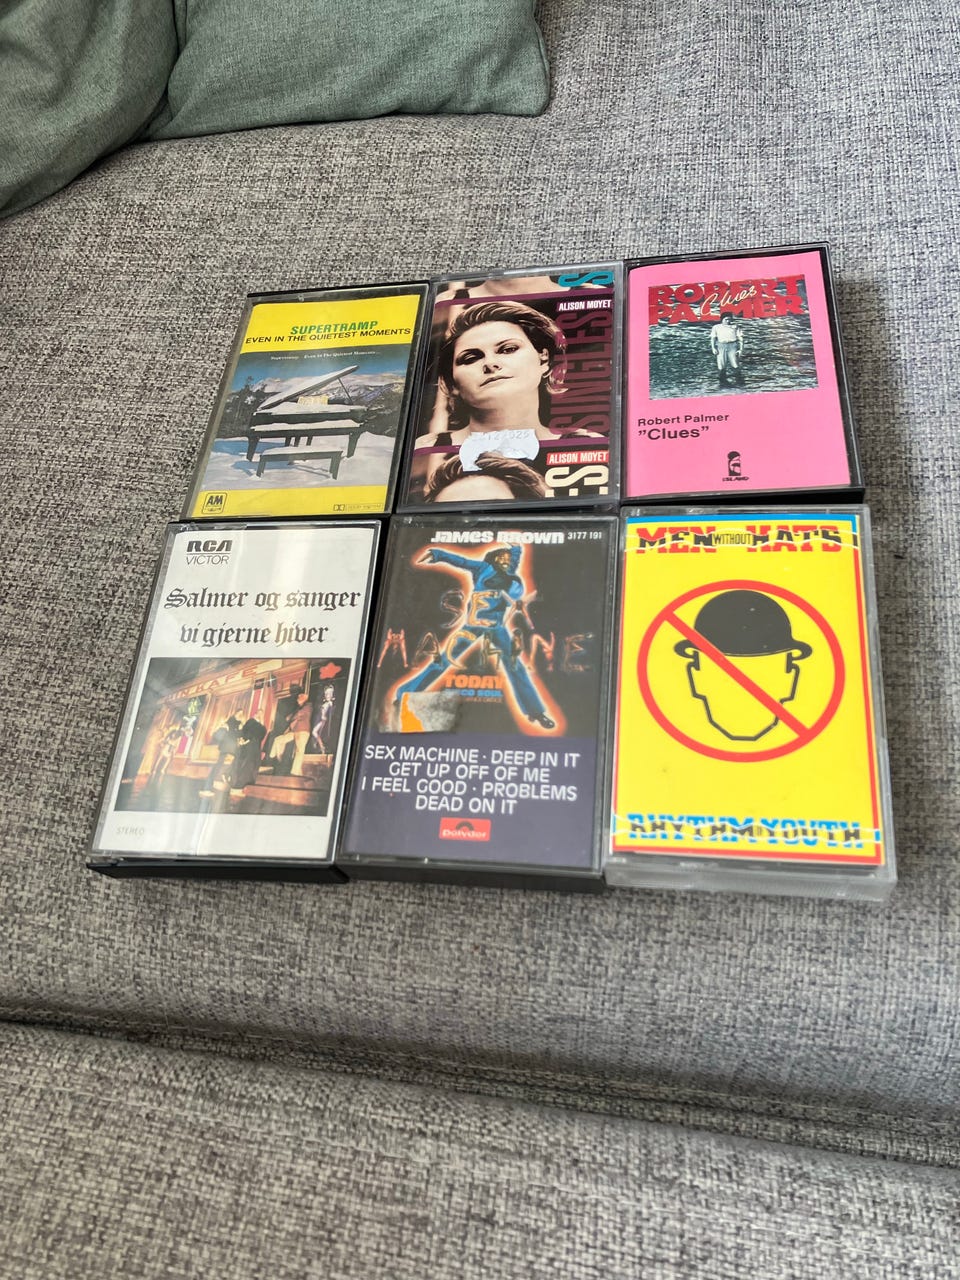 SUPERTRAMP
EVEN IN THE QUIETEST MOMENTS
Supertramp Even In The Quietest Moments...
AM
S
ALISON MOYET
SINGLES
ALISON MOYET
ES
ROBERT
PALMER
Clues
Robert Palmer
"Clues"
ISLAND
RCA
VICTOR
Salmer og sanger
vi gjerne hiver
STEREO
JAMES BROWN 3177 191
SEX
MACHINE
TODAY
SEX MACHINE · DEEP IN IT
GET UP OFF OF ME
I FEEL GOOD · PROBLEMS
DEAD ON IT
Polydor
MEN WITHOUT HATS
RHYTHM OF YOUTH